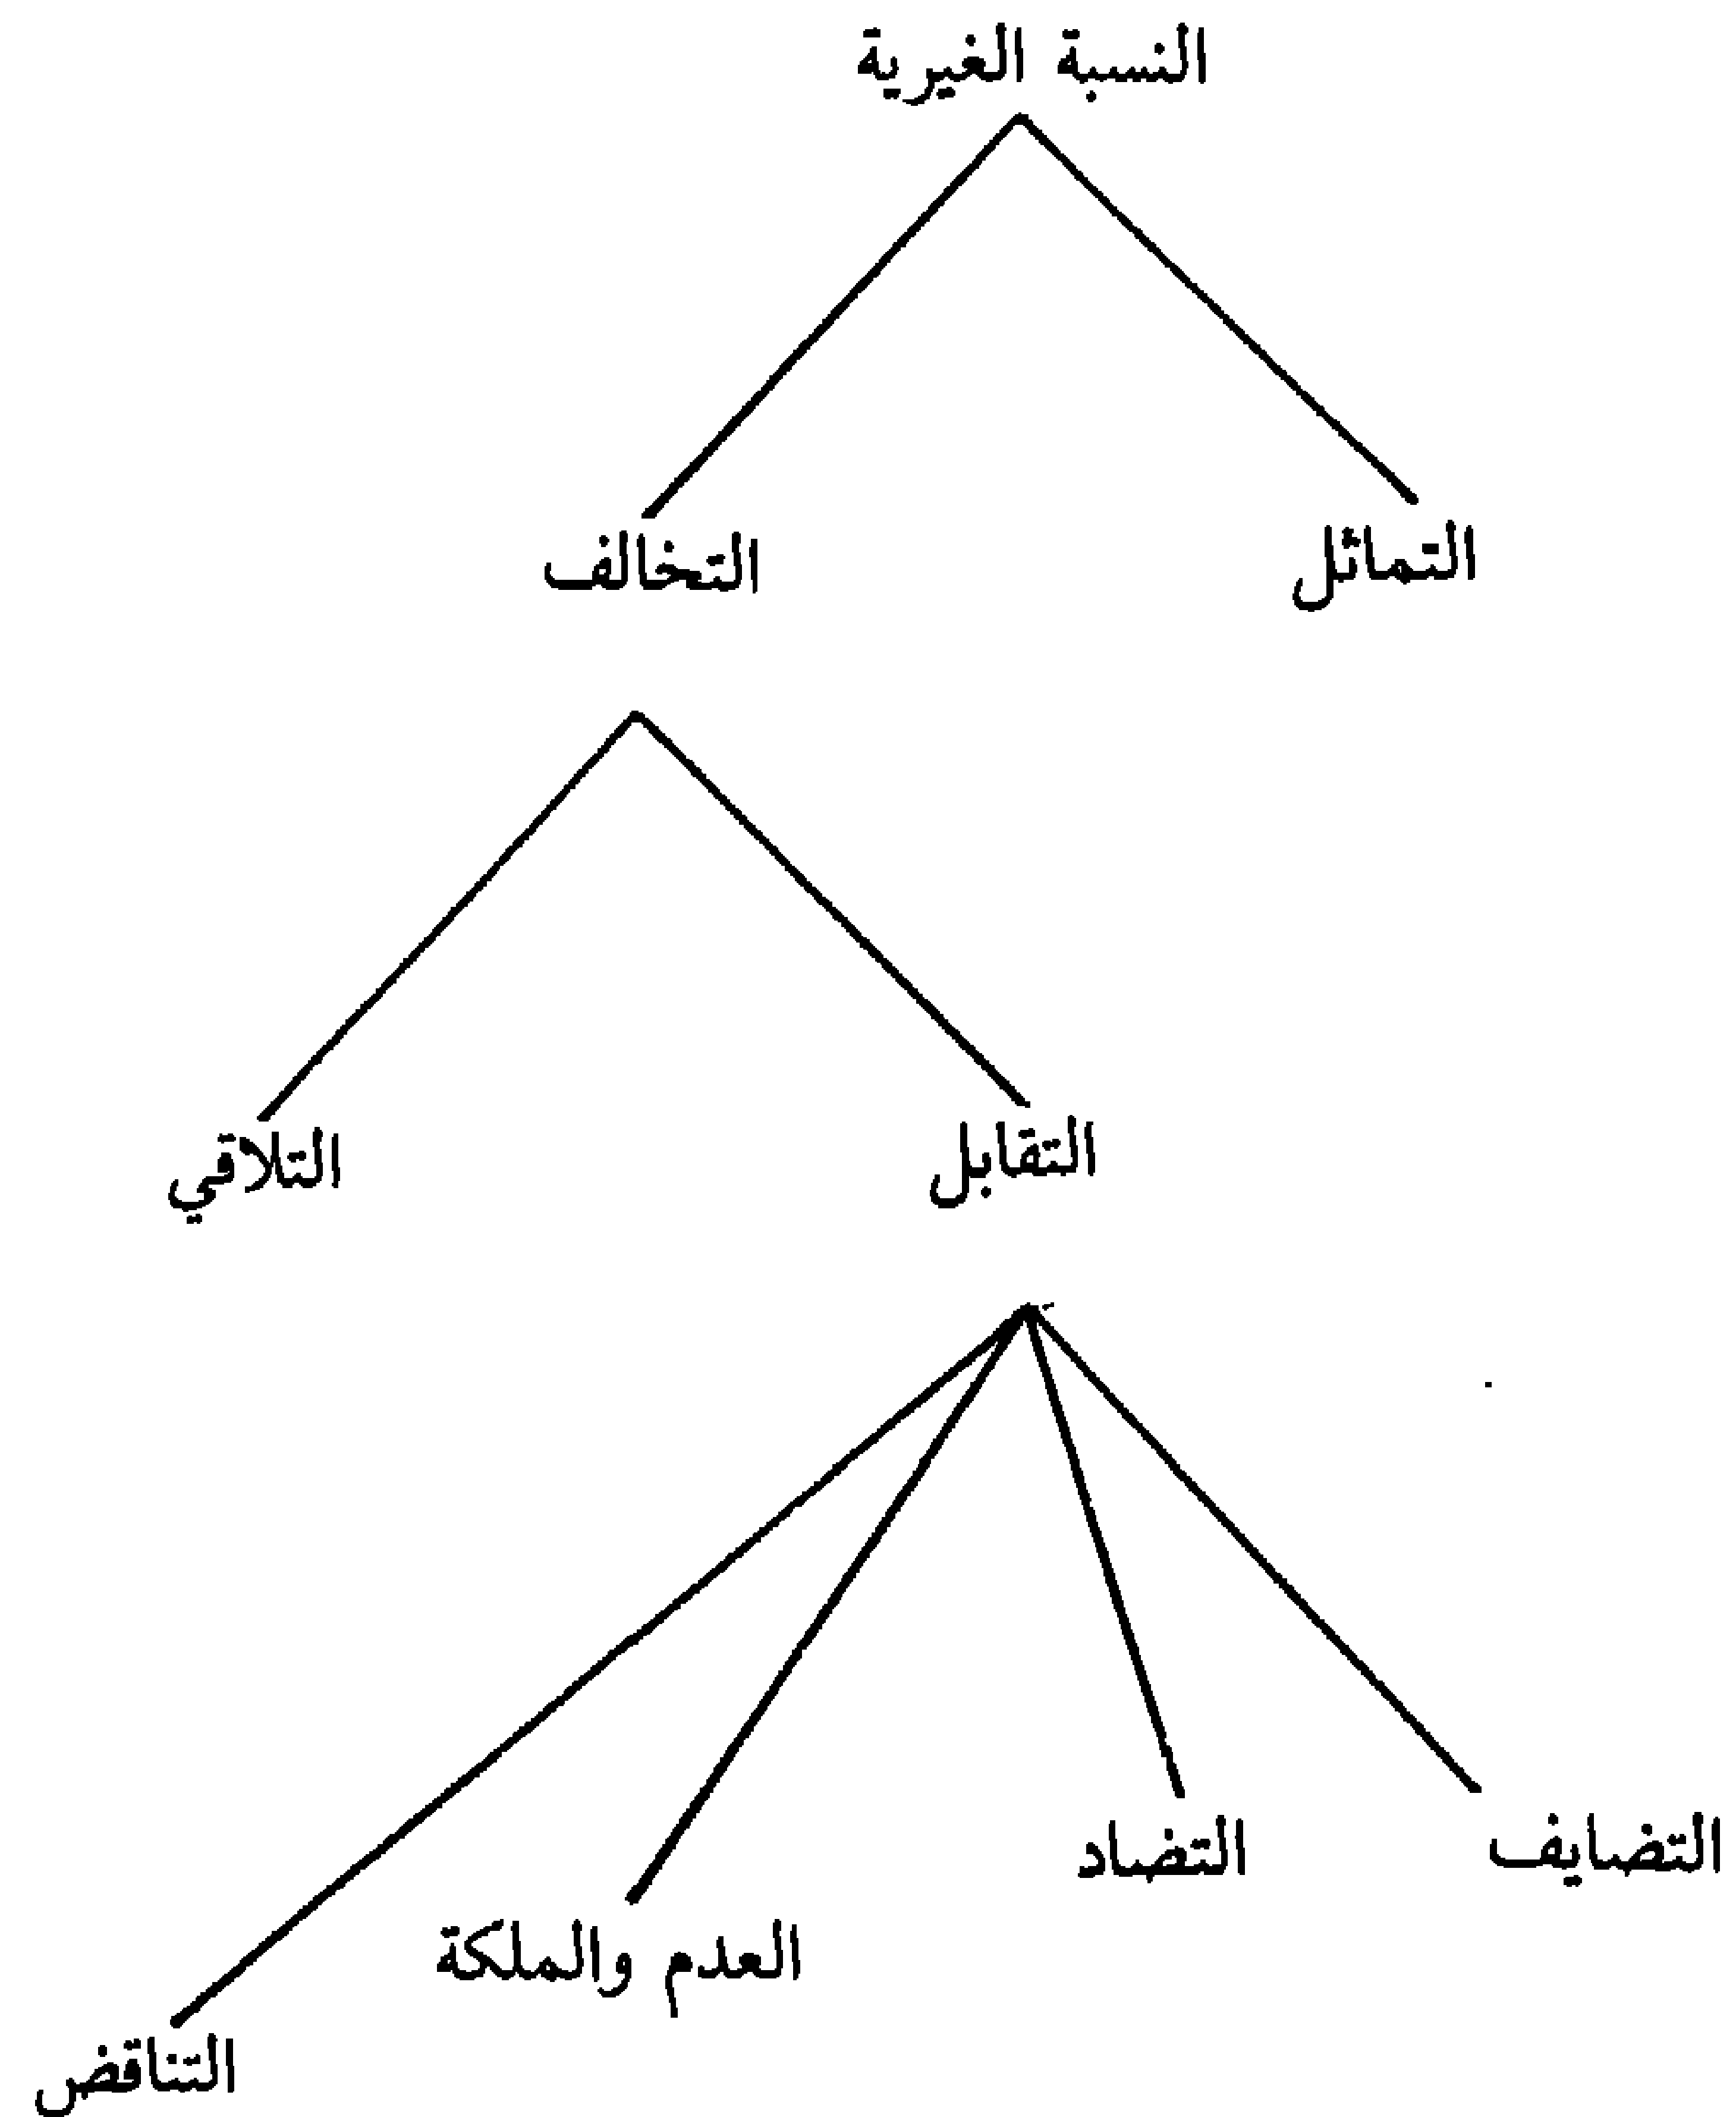 النسبة الغيرية
التماثل
التخالف
التقابل
التلاقي
التضايف
التضاد
العدم والملكة
التناقض